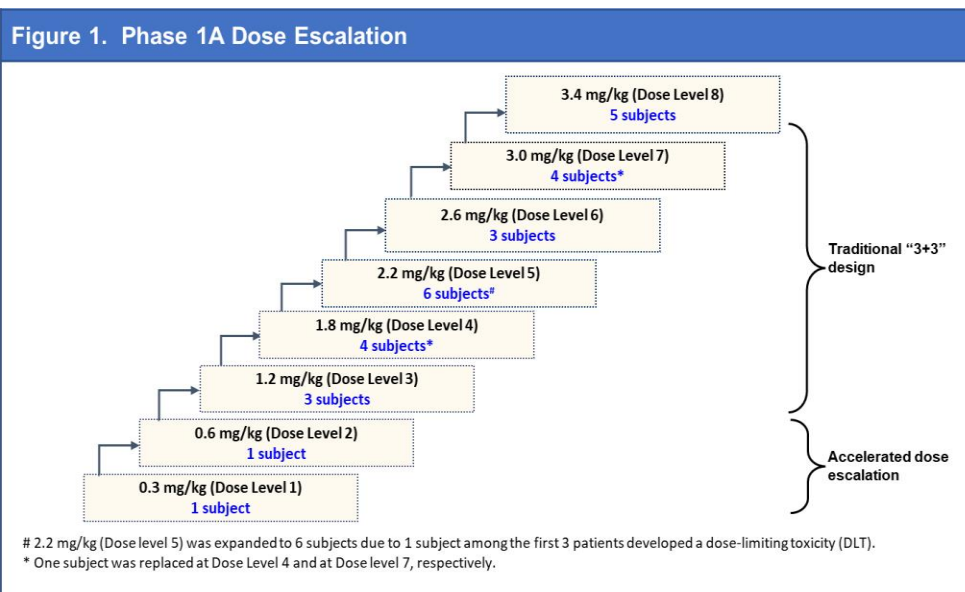 Figure 1. Phase 1A Dose Escalation
3.4 mg/kg (Dose Level 8)
5 subjects
3.0 mg/kg (Dose Level 7)
4 subjects*
2.6 mg/kg (Dose Level 6)
3 subjects
2.2 mg/kg (Dose Level 5)
6 subjects#
1.8 mg/kg (Dose Level 4)
4 subjects*
1.2 mg/kg (Dose Level 3)
3 subjects
0.6 mg/kg (Dose Level 2)
1 subject
0.3 mg/kg (Dose Level 1)
1 subject
Traditional “3+3”
design
Accelerated dose
escalation
# 2.2 mg/kg (Dose level 5) was expanded to 6 subjects due to 1 subject among the first 3 patients developed a dose-limiting toxicity (DLT).
* One subject was replaced at Dose Level 4 and at Dose level 7, respectively.